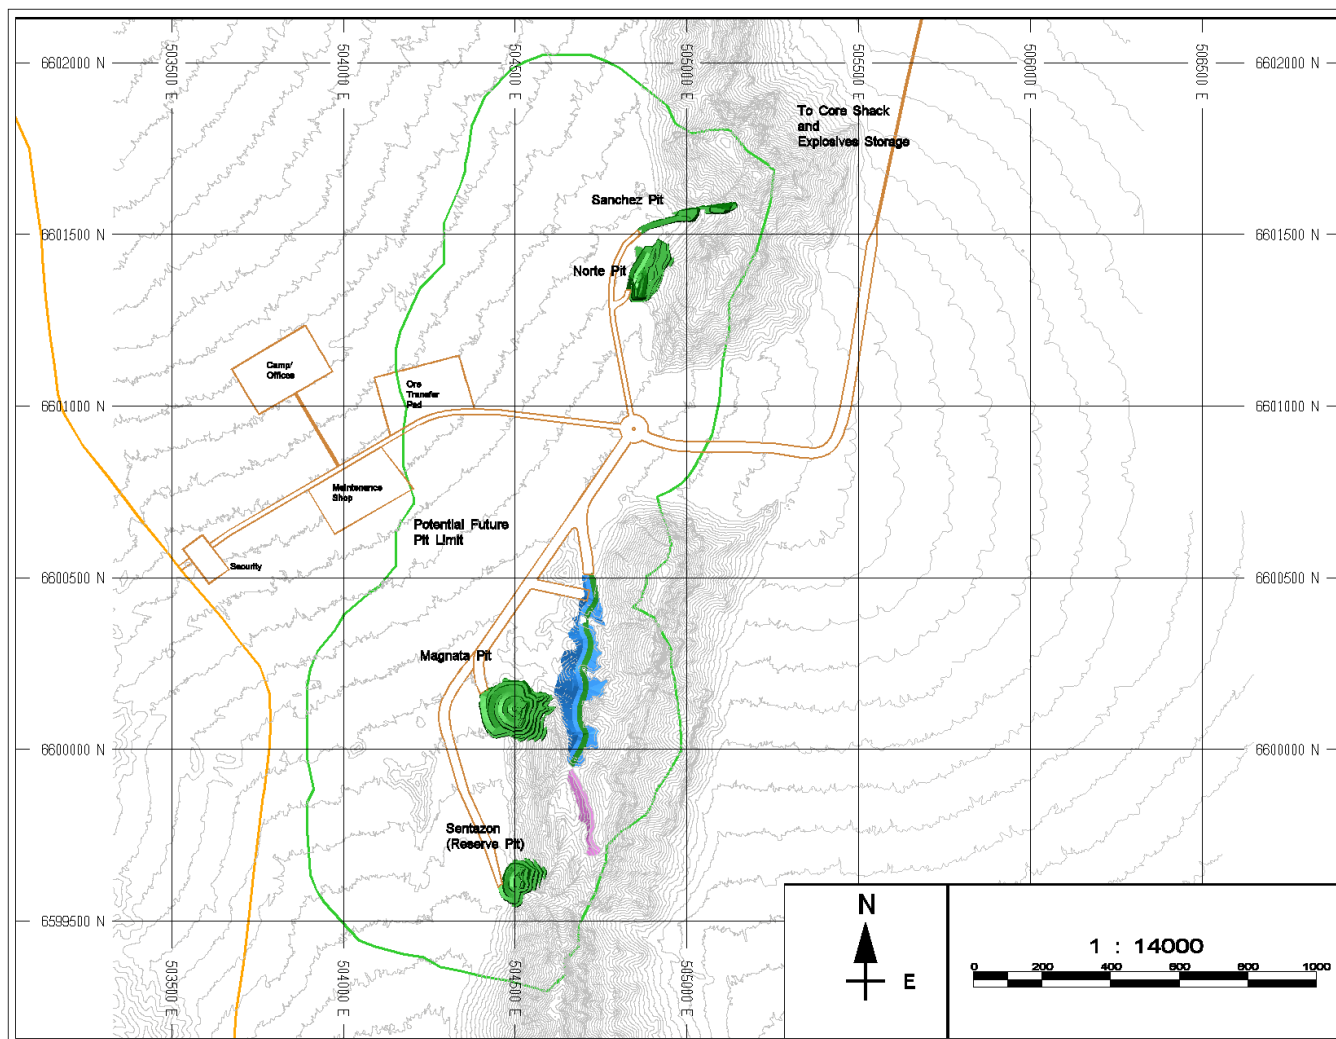 503500 E
504000 E
504500 E
505000 E
505500 E
506000 E
506500 E
6602000 N
6602000 N
To Core Shack
and
Explosives Storage
Sanchez Pit
6601500 N
6601500 N
Norte Pit
Camp/
Offices
Ore
Transfer
Pad
6601000 N
6601000 N
Maintenance
Shop
Potential Future
Pit Limit
Security
6600500 N
6600500 N
Magnata Pit
6600000 N
6600000 N
Sentazon
(Reserve Pit)
6599500 N
503500 E
504000 E
504500 E
505000 E
N
E
1 : 14000
0 200 400 600 800 1000